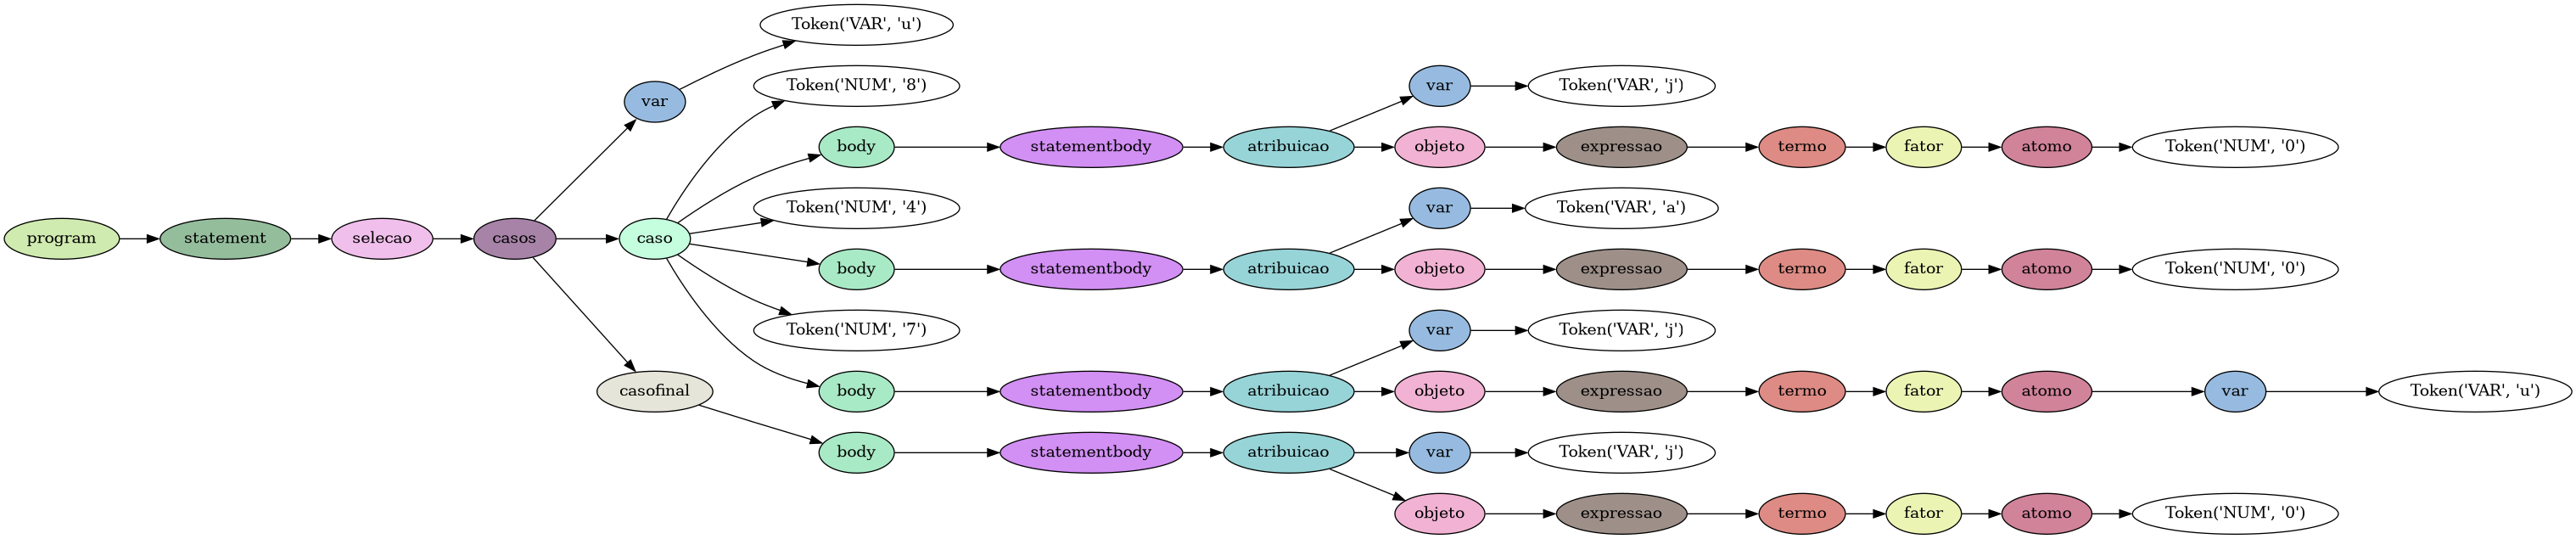 Token('VAR', 'u')
Token('NUM', '8')
var
Token('VAR', 'j')
var
body
statementbody
atribuicao
objeto
expressao
termo
fator
atomo
Token('NUM', '0')
Token('NUM', '4')
var
Token('VAR', 'a')
program
statement
selecao
casos
caso
body
statementbody
atribuicao
objeto
expressao
termo
fator
atomo
Token('NUM', '0')
Token('NUM', '7')
var
Token('VAR', 'j')
casofinal
body
statementbody
atribuicao
objeto
expressao
termo
fator
atomo
var
Token('VAR', 'u')
body
statementbody
atribuicao
var
Token('VAR', 'j')
objeto
expressao
termo
fator
atomo
Token('NUM', '0')